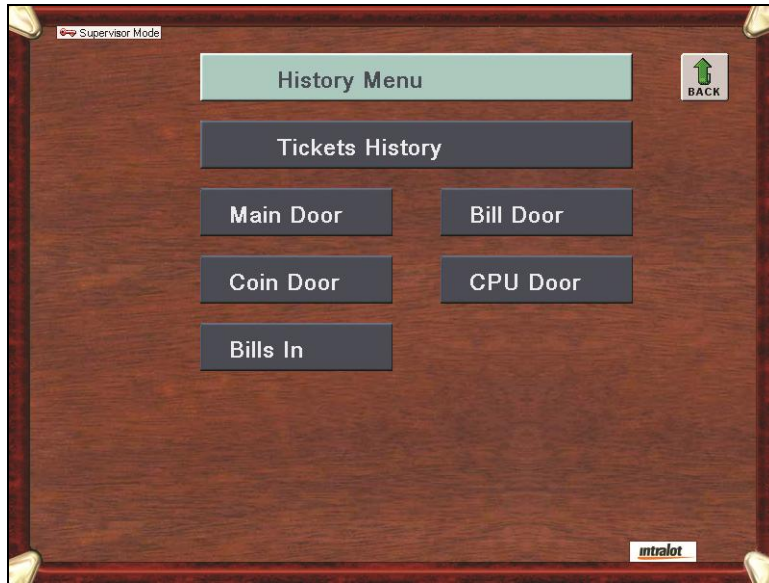 Supervisor Mode
History Menu
BACK
Tickets History
Main Door
Bill Door
Coin Door
CPU Door
Bills In
intralot